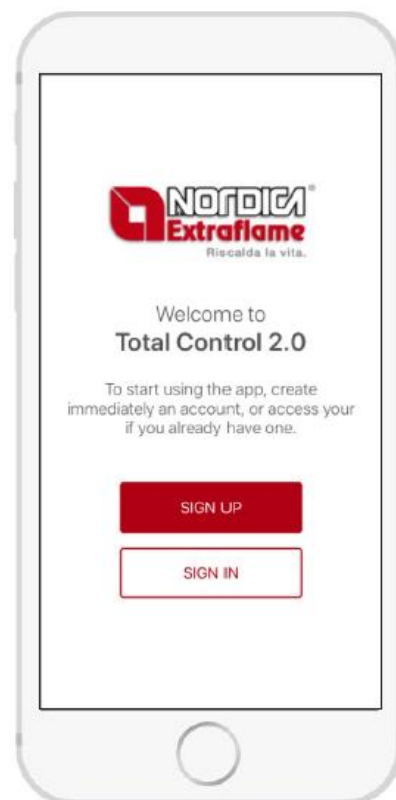 NORDICA®
Extraflame
Riscalda la vita.
Welcome to
Total Control 2.0
To start using the app, create
immediately an account, or access your
if you already have one.
SIGN UP
SIGN IN